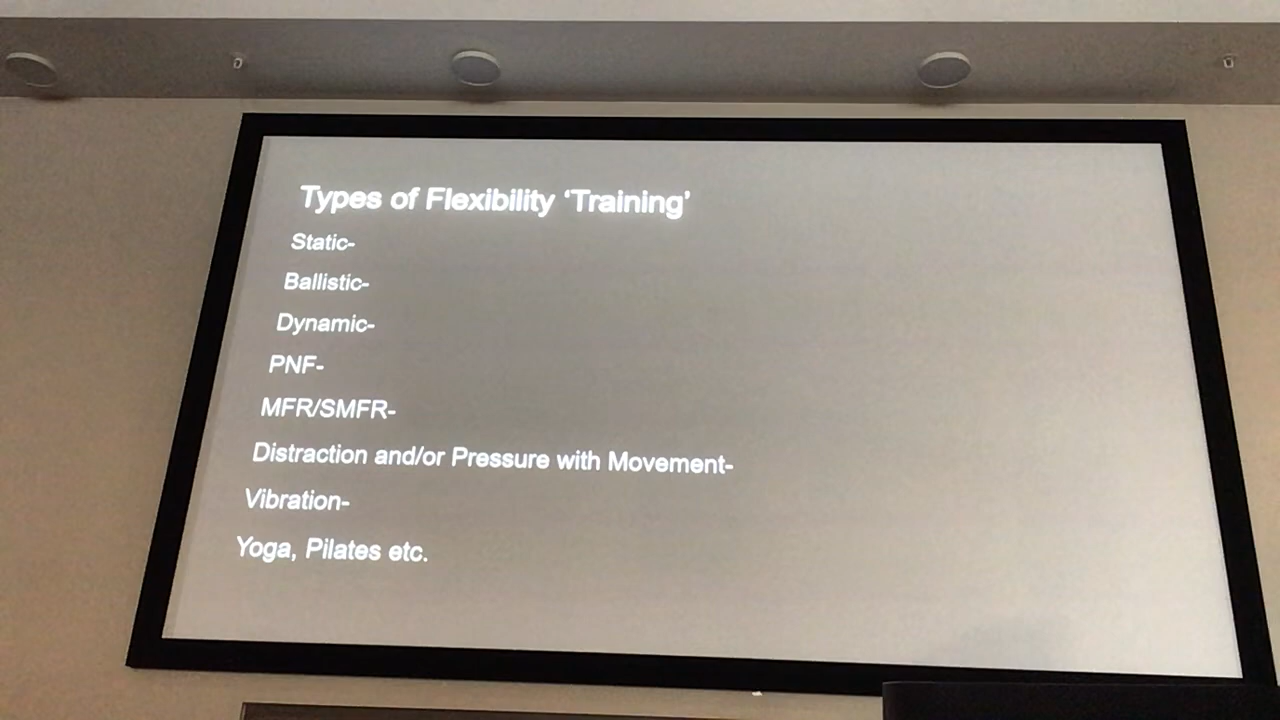 Types of Flexibility ‘Training’
Static-
Ballistic-
Dynamic-
PNF-
MFR/SMFR-
Distraction and/or Pressure with Movement-
Vibration-
Yoga, Pilates etc.